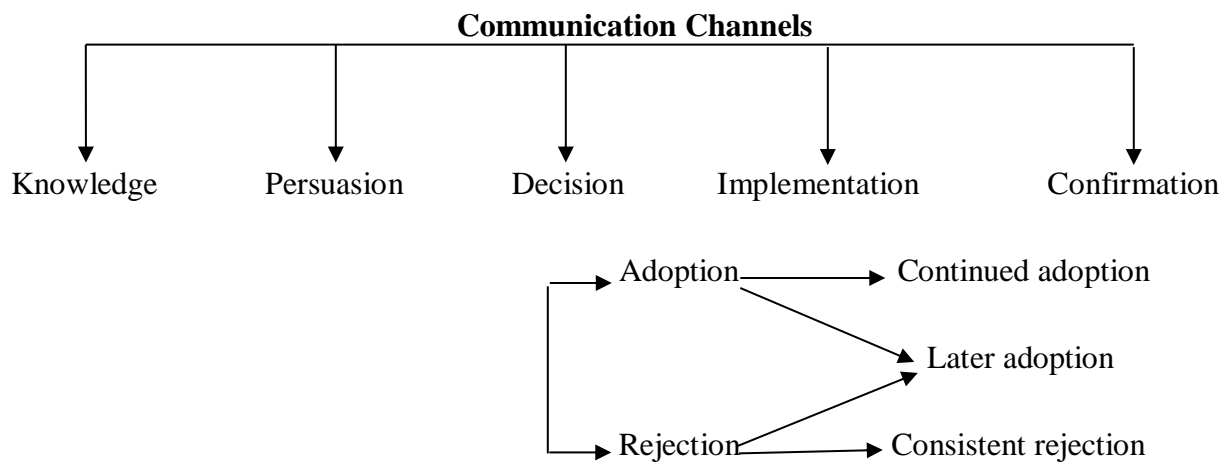 Communication Channels
Knowledge Persuasion Decision Implementation Confirmation
Adoption Continued adoption
Later adoption
Rejection Consistent rejection